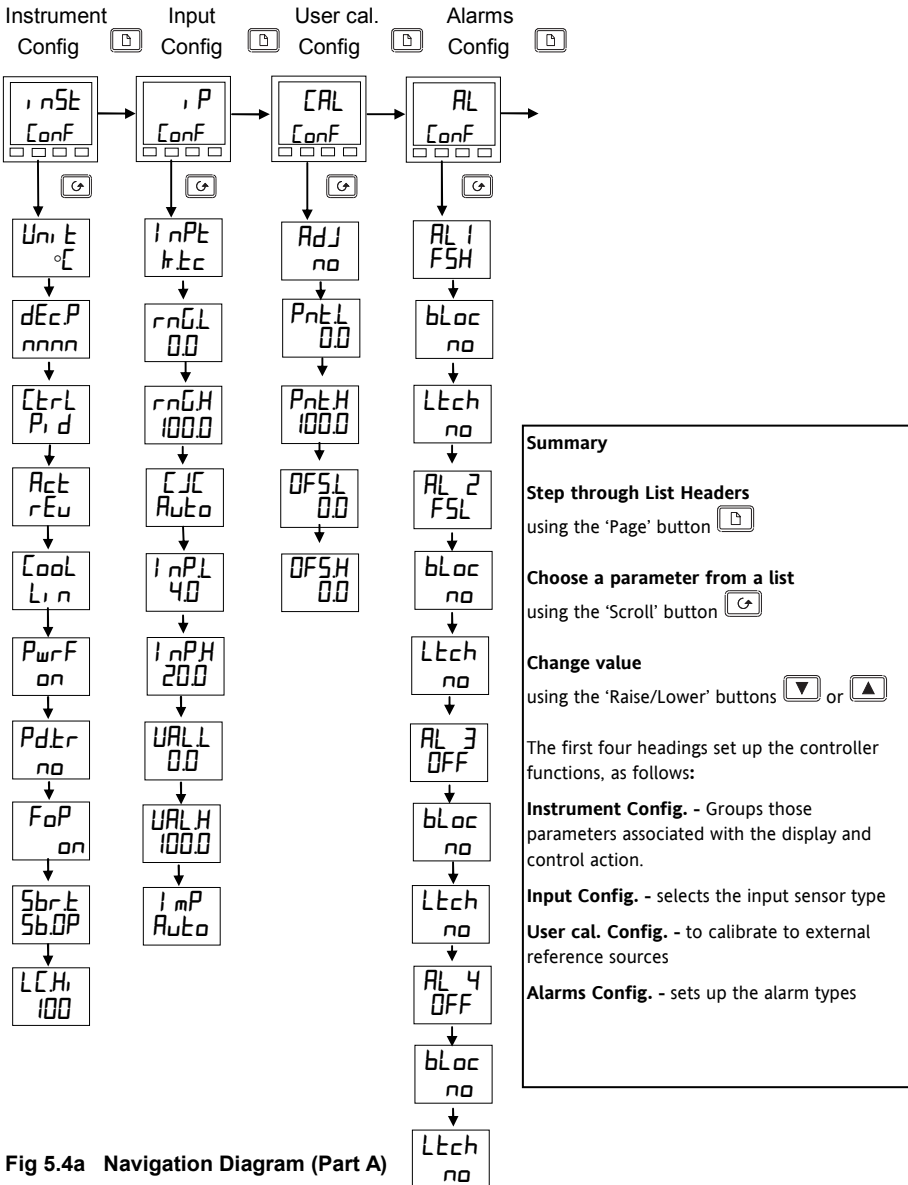 Instrument Config
Input Config
User cal. Config
Alarms Config
inSt
ConF
iP
ConF
CAL
ConF
AL
ConF
Unit
°C
dEc.P
nnnn
CtrL
Pid
Act
rEv
CooL
Lin
PwrF
on
Pd.tr
no
FoP
on
Sbr.t
Sb.OP
LC.Hi
100
InPt
k.tc
rnG.L
0.0
rnG.H
100.0
CJC
Auto
InP.L
4.0
InP.H
20.0
VAL.L
0.0
VAL.H
100.0
ImP
Auto
AdJ
no
Pnt.L
0.0
Pnt.H
100.0
OFS.L
0.0
OFS.H
0.0
AL 1
FSH
bLoc
no
Ltch
no
AL 2
FSL
bLoc
no
Ltch
no
AL 3
OFF
bLoc
no
Ltch
no
AL 4
OFF
bLoc
no
Ltch
no
Summary
Step through List Headers
using the ‘Page’ button
Choose a parameter from a list
using the ‘Scroll’ button
Change value
using the ‘Raise/Lower’ buttons or
The first four headings set up the controller
functions, as follows:
Instrument Config. - Groups those
parameters associated with the display and
control action.
Input Config. - selects the input sensor type
User cal. Config. - to calibrate to external
reference sources
Alarms Config. - sets up the alarm types
Fig 5.4a Navigation Diagram (Part A)